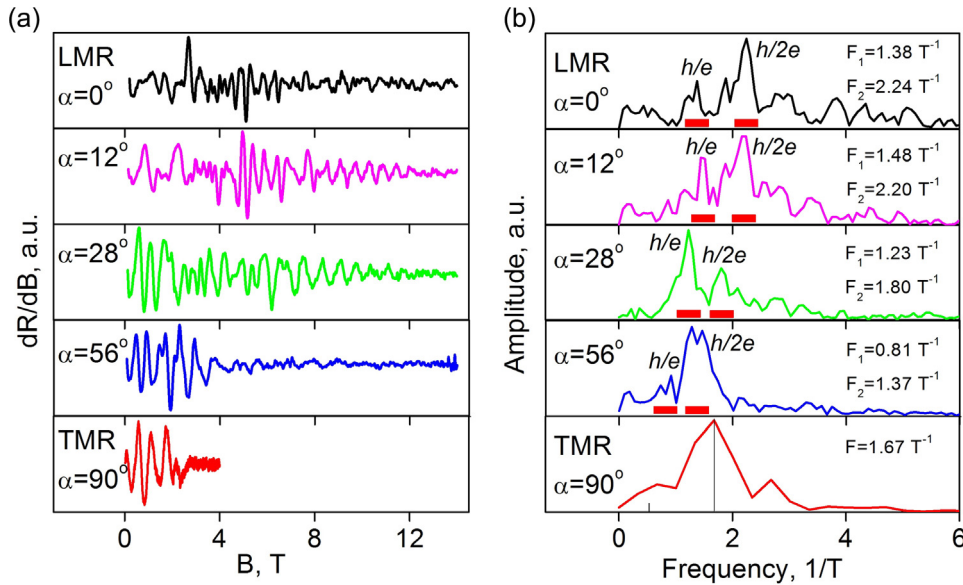 (a)
LMR
α=0°
α=12°
α=28°
α=56°
TMR
α=90°
dR/dB, a.u.
0 4 8 12
B, T
(b)
LMR
α=0°
h/e
h/2e
F₁=1.38 T⁻¹
F₂=2.24 T⁻¹
α=12°
h/e
h/2e
F₁=1.48 T⁻¹
F₂=2.20 T⁻¹
α=28°
h/e
h/2e
F₁=1.23 T⁻¹
F₂=1.80 T⁻¹
α=56°
h/e
h/2e
F₁=0.81 T⁻¹
F₂=1.37 T⁻¹
TMR
α=90°
F=1.67 T⁻¹
Amplitude, a.u.
0 2 4 6
Frequency, 1/T